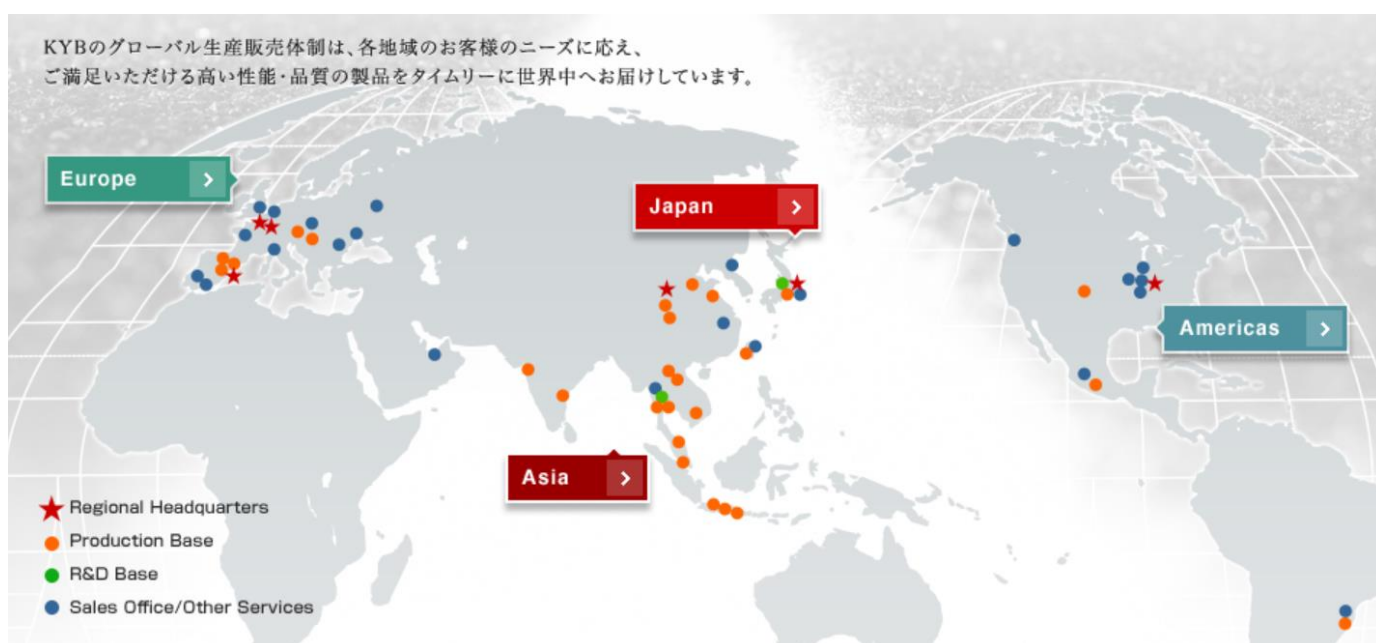 KYBのグローバル生産販売体制は、各地域のお客様のニーズに応え、
ご満足いただける高い性能・品質の製品をタイムリーに世界中へお届けしています。
Europe
Japan
Americas
Asia
Regional Headquarters
Production Base
R&D Base
Sales Office/Other Services